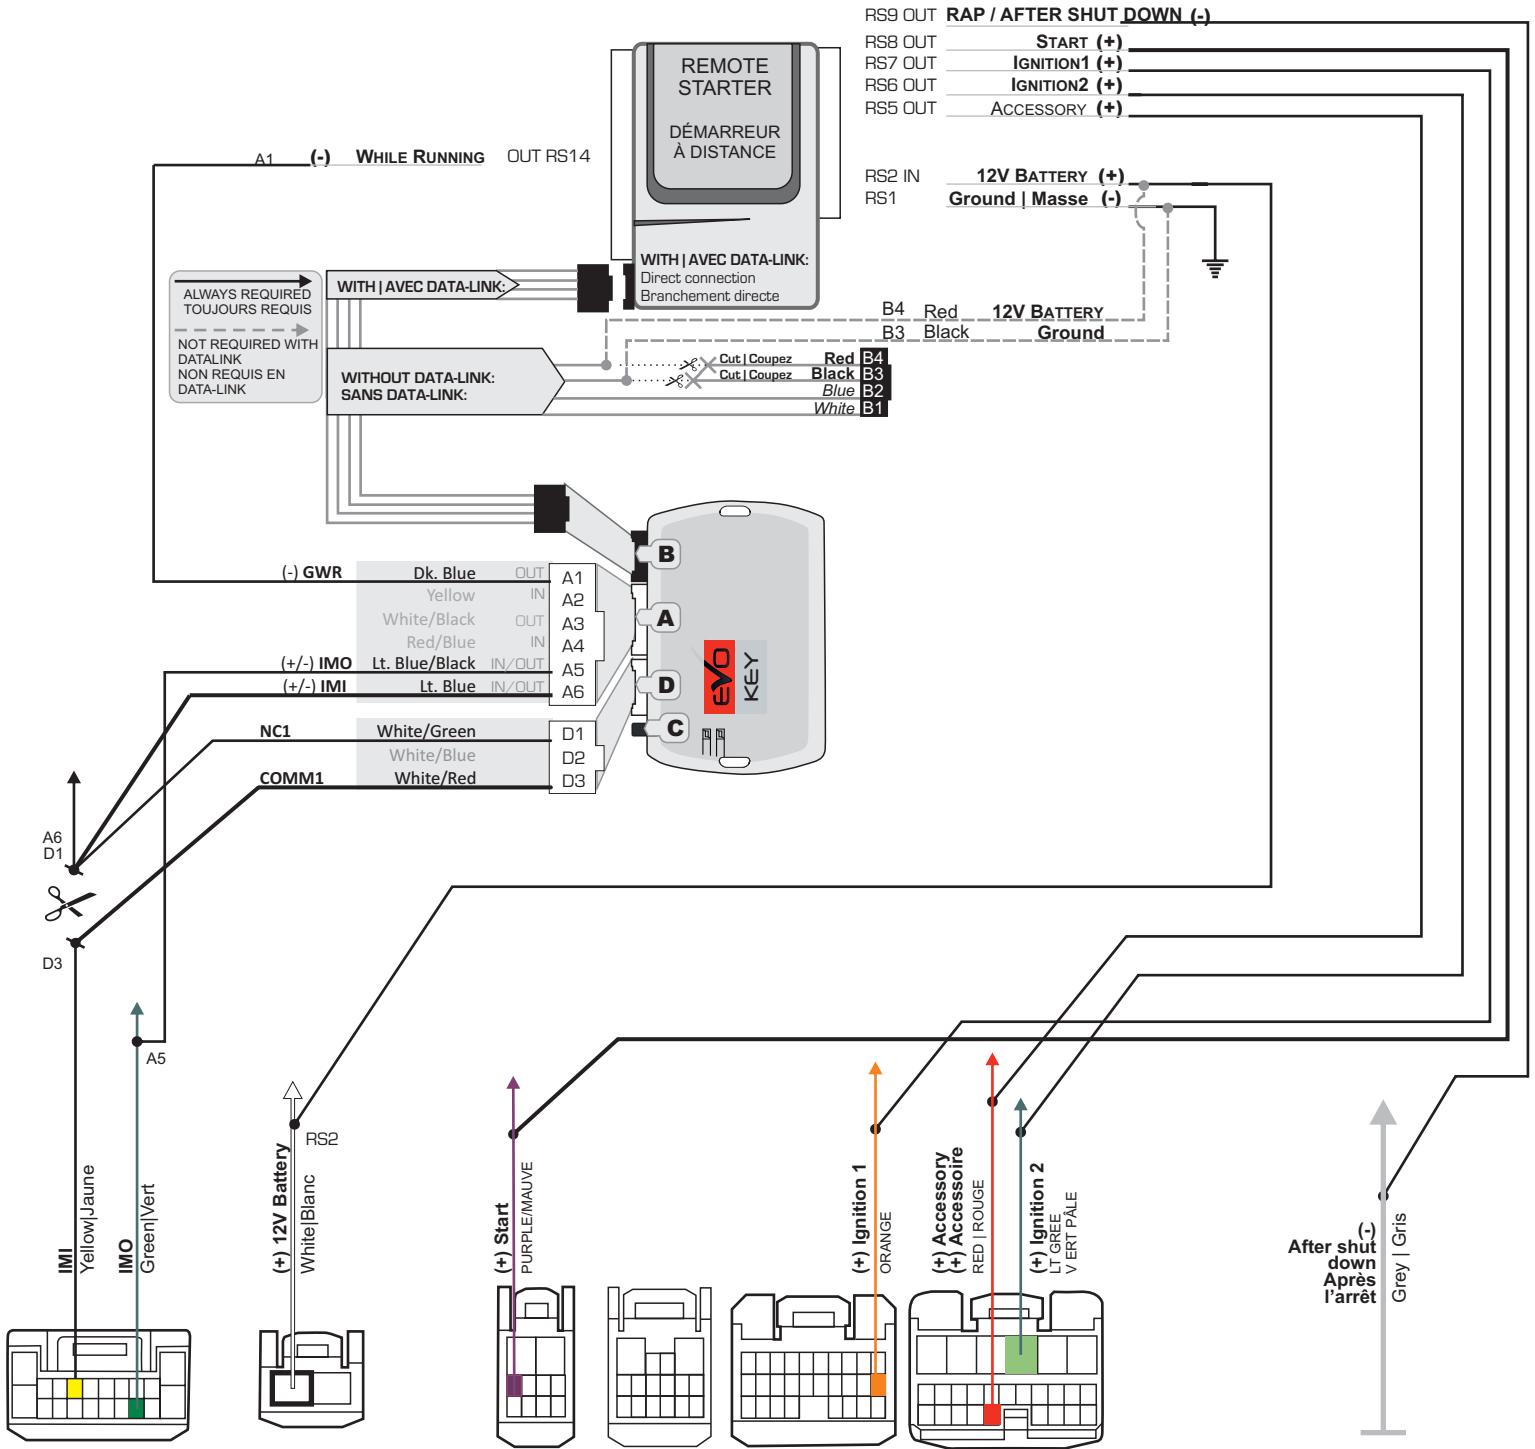 RS9 OUT RAP / AFTER SHUT DOWN (-)
RS8 OUT START (+)
RS7 OUT IGNITION1 (+)
RS6 OUT IGNITION2 (+)
RS5 OUT ACCESSORY (+)
RS2 IN 12V BATTERY (+)
RS1 Ground | Masse (-)
REMOTE
STARTER
DÉMARREUR
À DISTANCE
A1 (-) WHILE RUNNING OUT RS14
WITH | AVEC DATA-LINK:
Direct connection
Branchement directe
ALWAYS REQUIRED
TOUJOURS REQUIS
NOT REQUIRED WITH
DATALINK
NON REQUIS EN
DATA-LINK
WITH | AVEC DATA-LINK:
B4 Red 12V BATTERY
B3 Black Ground
WITHOUT DATA-LINK:
SANS DATA-LINK:
Cut | Coupez Red B4
Cut | Coupez Black B3
Blue B2
White B1
B
A
D
C
EVO
KEY
(-) GWR Dk. Blue OUT A1
Yellow IN A2
White/Black OUT A3
Red/Blue IN A4
(+/-) IMO Lt. Blue/Black IN/OUT A5
(+/-) IMI Lt. Blue IN/OUT A6
NC1 White/Green D1
White/Blue D2
COMM1 White/Red D3
A6
D1
D3
A5
RS2
IMI
Yellow|Jaune
IMO
Green|Vert
(+) 12V Battery
White|Blanc
(+) Start
PURPLE/MAUVE
(+) Ignition 1
ORANGE
(+) Accessory
(+) Accessoire
RED | ROUGE
(+) Ignition 2
LT GREE
V ERT PÂLE
(-)
After shut
down
Après
l'arrêt
Grey | Gris